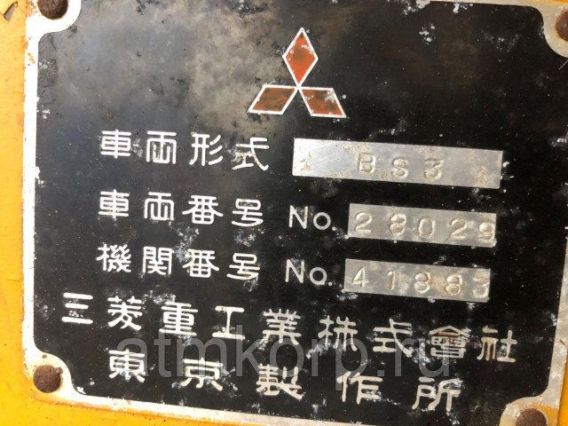 車両形式 BS3
車両番号 No. 28029
機関番号 No. 41883
三菱重工業株式會社
東京製作所
atmkorp.ru